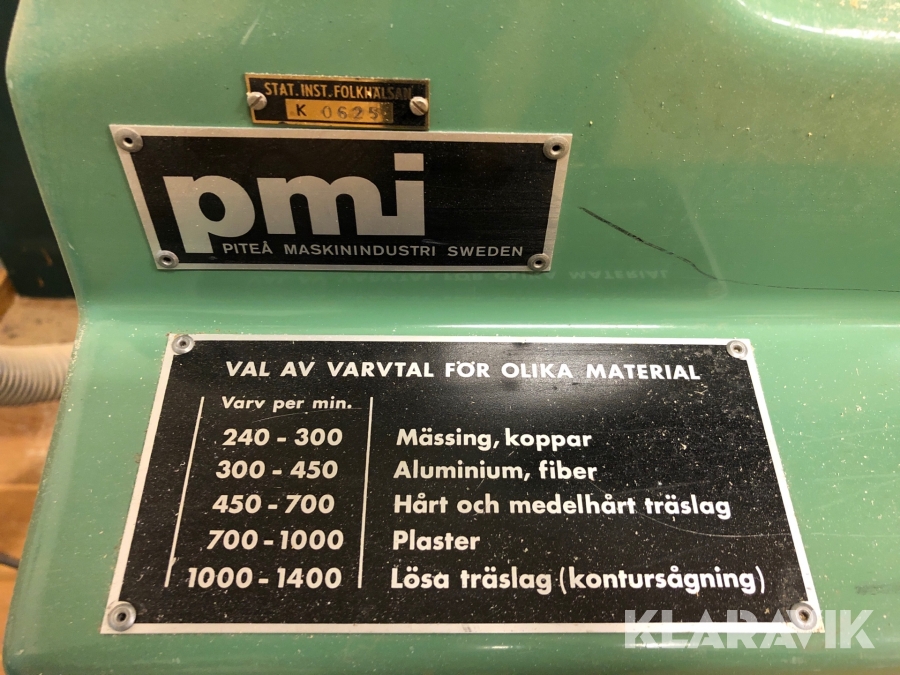 STAT. INST. FOLKHÄLSAN
K 0625
pmi
PITEÅ MASKININDUSTRI SWEDEN
VAL AV VARVTAL FÖR OLIKA MATERIAL
Varv per min.
240 - 300 Mässing, koppar
300 - 450 Aluminium, fiber
450 - 700 Hårt och medelhårt träslag
700 - 1000 Plaster
1000 - 1400 Lösa träslag (kontursågning)
KLARAVIK